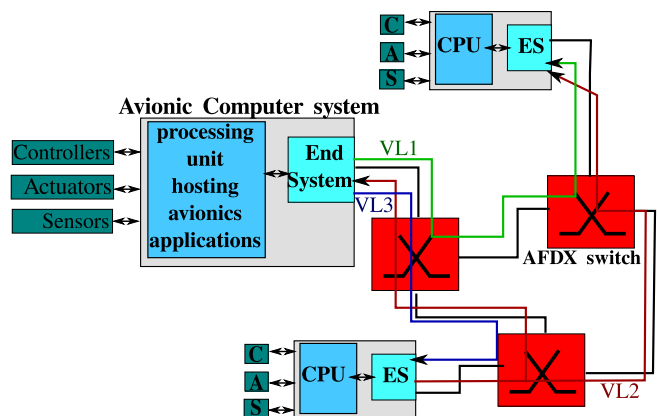 C
A
S
CPU
ES
Avionic Computer system
Controllers
Actuators
Sensors
processing
unit
hosting
avionics
applications
End
System
VL1
VL3
AFDX switch
C
A
S
CPU
ES
VL2